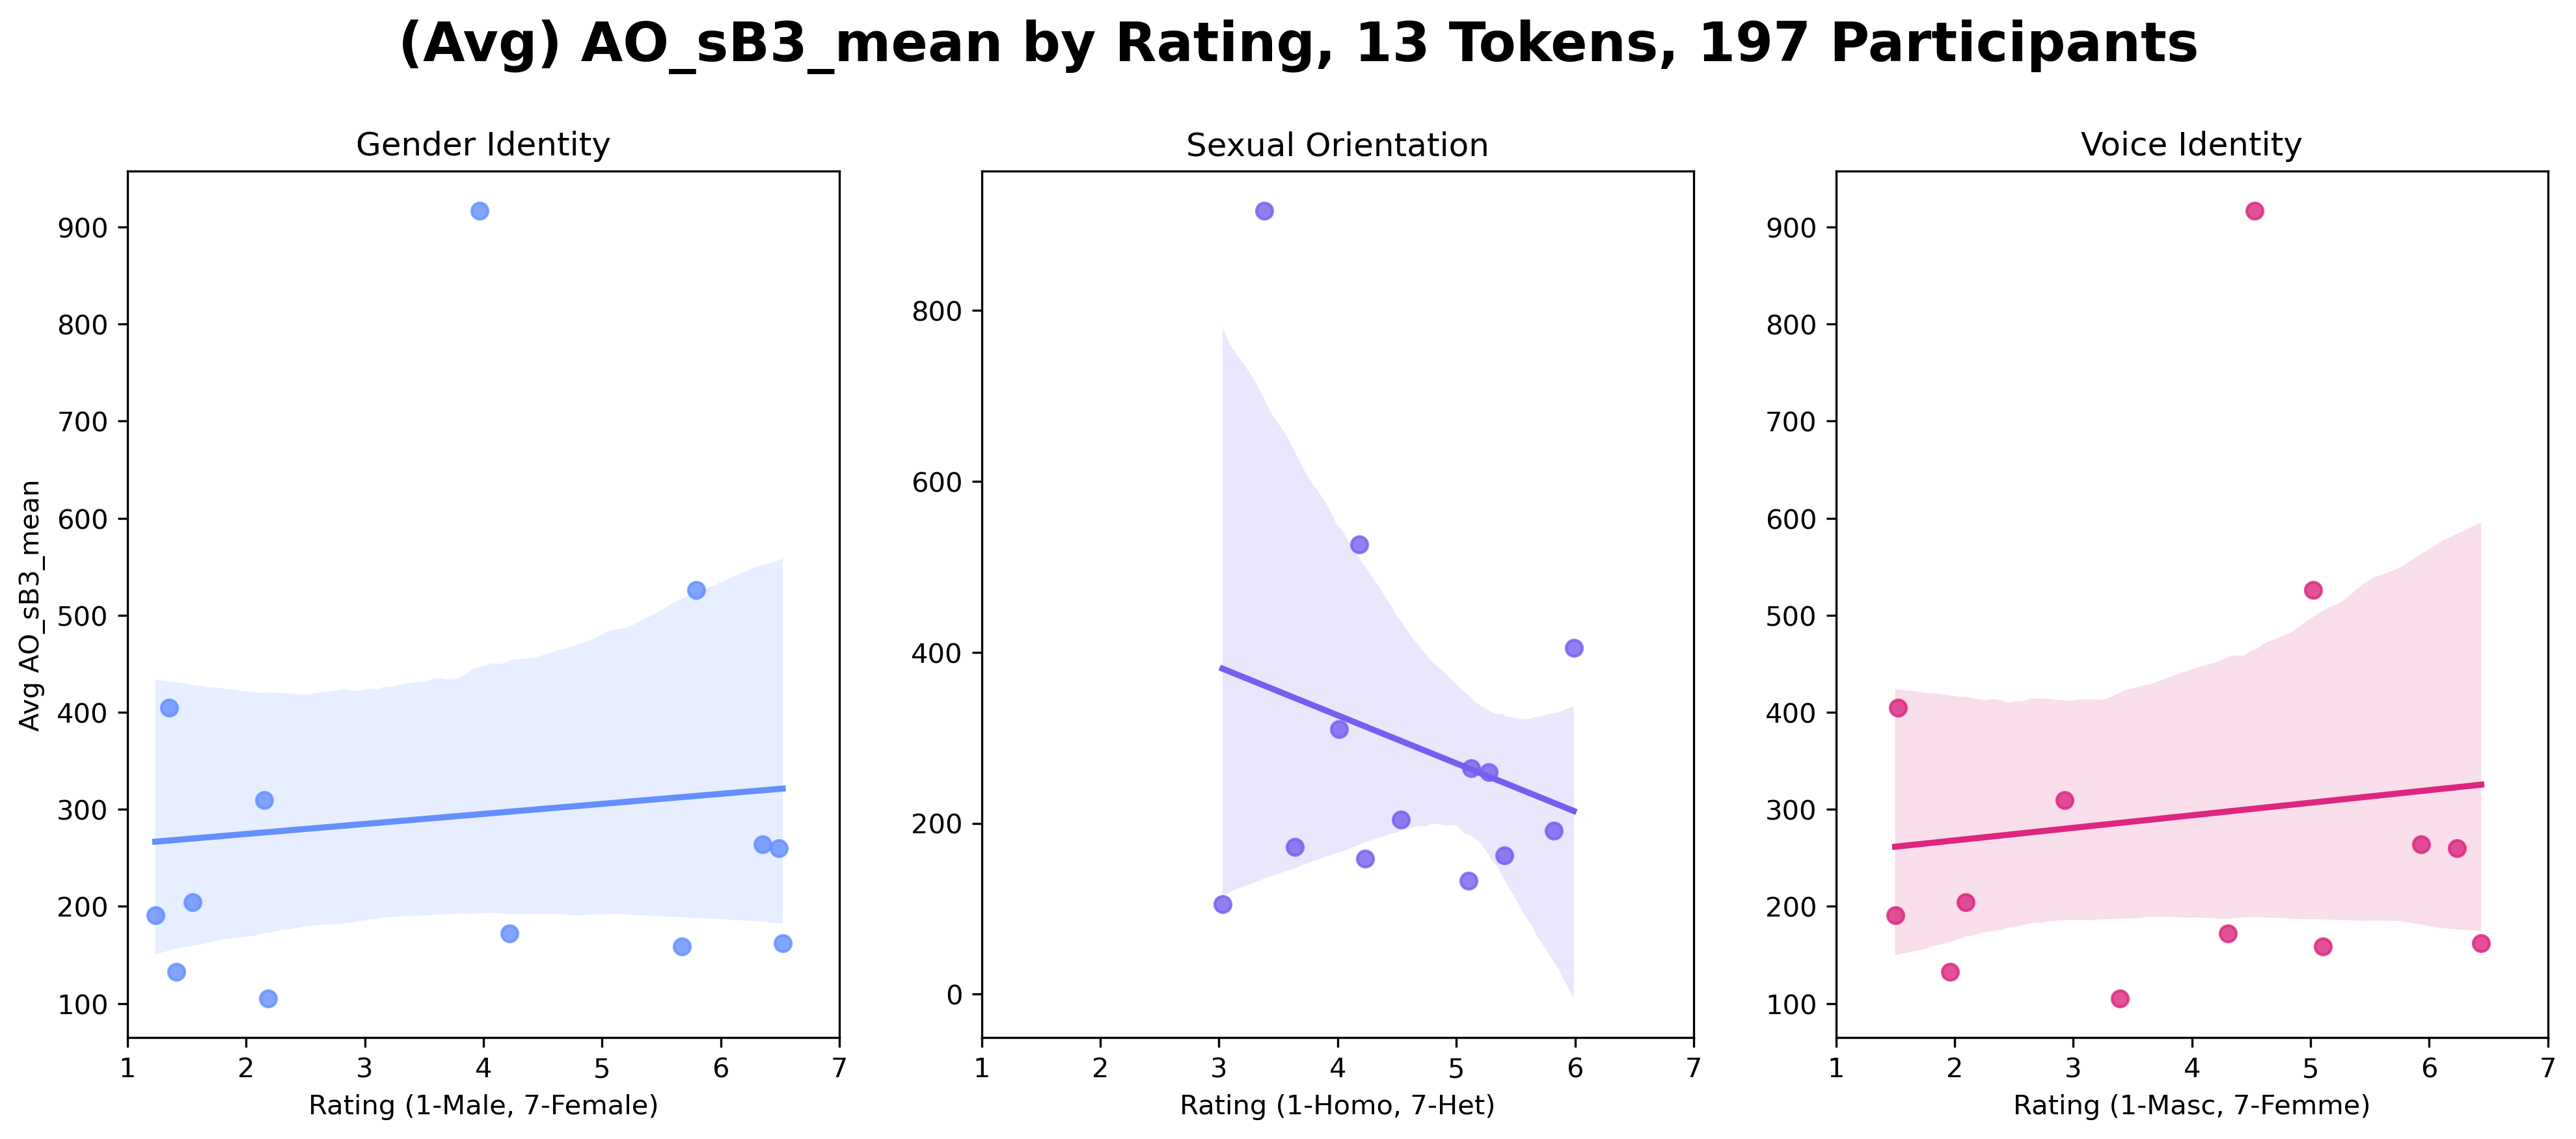 (Avg) AO_sB3_mean by Rating, 13 Tokens, 197 Participants
Gender Identity
Avg AO_sB3_mean
900
800
700
600
500
400
300
200
100
1 2 3 4 5 6 7
Rating (1-Male, 7-Female)
Sexual Orientation
800
600
400
200
0
1 2 3 4 5 6 7
Rating (1-Homo, 7-Het)
Voice Identity
900
800
700
600
500
400
300
200
100
1 2 3 4 5 6 7
Rating (1-Masc, 7-Femme)